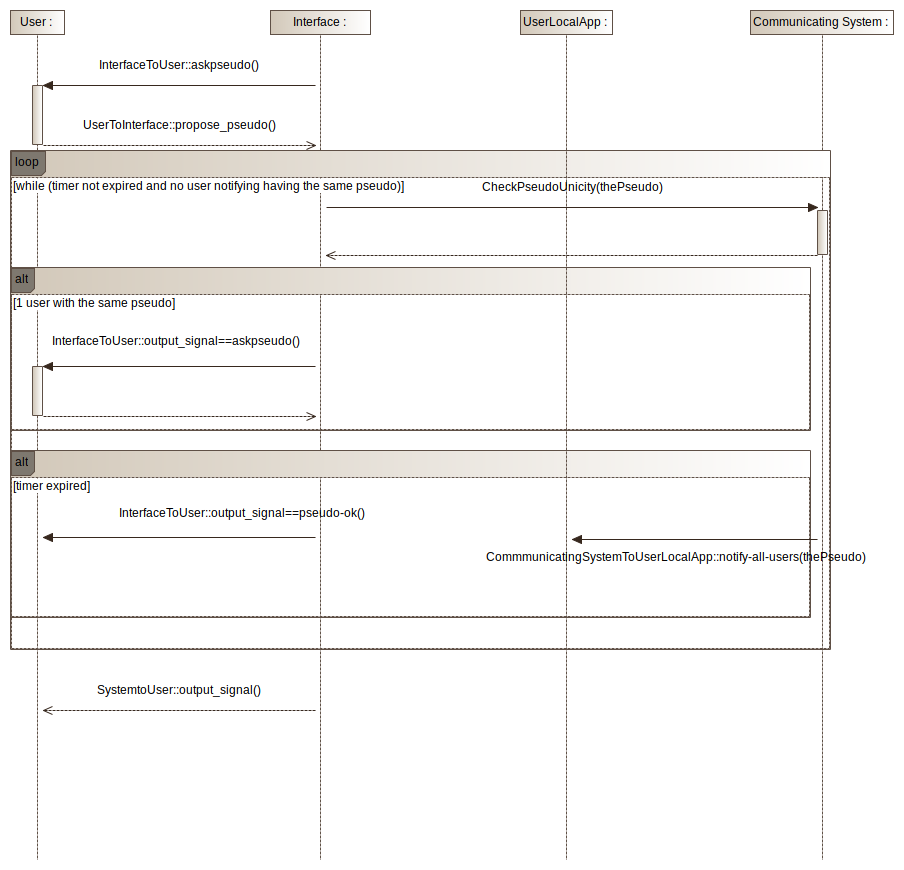 User :
Interface :
UserLocalApp :
Communicating System :
InterfaceToUser::askpseudo()
UserToInterface::propose_pseudo()
loop
[while (timer not expired and no user notifying having the same pseudo)]
CheckPseudoUnicity(thePseudo)
alt
[1 user with the same pseudo]
InterfaceToUser::output_signal==askpseudo()
alt
[timer expired]
InterfaceToUser::output_signal==pseudo-ok()
CommmunicatingSystemToUserLocalApp::notify-all-users(thePseudo)
SystemtoUser::output_signal()